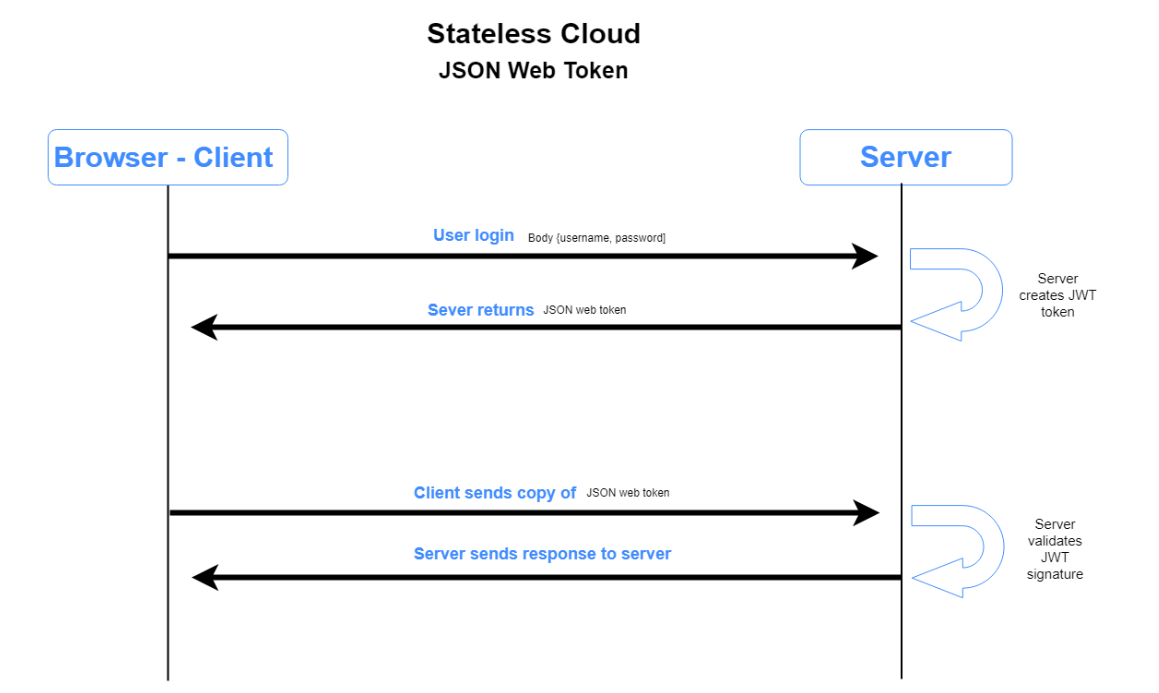 Stateless Cloud
JSON Web Token
Browser - Client
Server
User login Body {username, password]
Server
creates JWT
token
Sever returns JSON web token
Client sends copy of JSON web token
Server
validates
JWT
signature
Server sends response to server